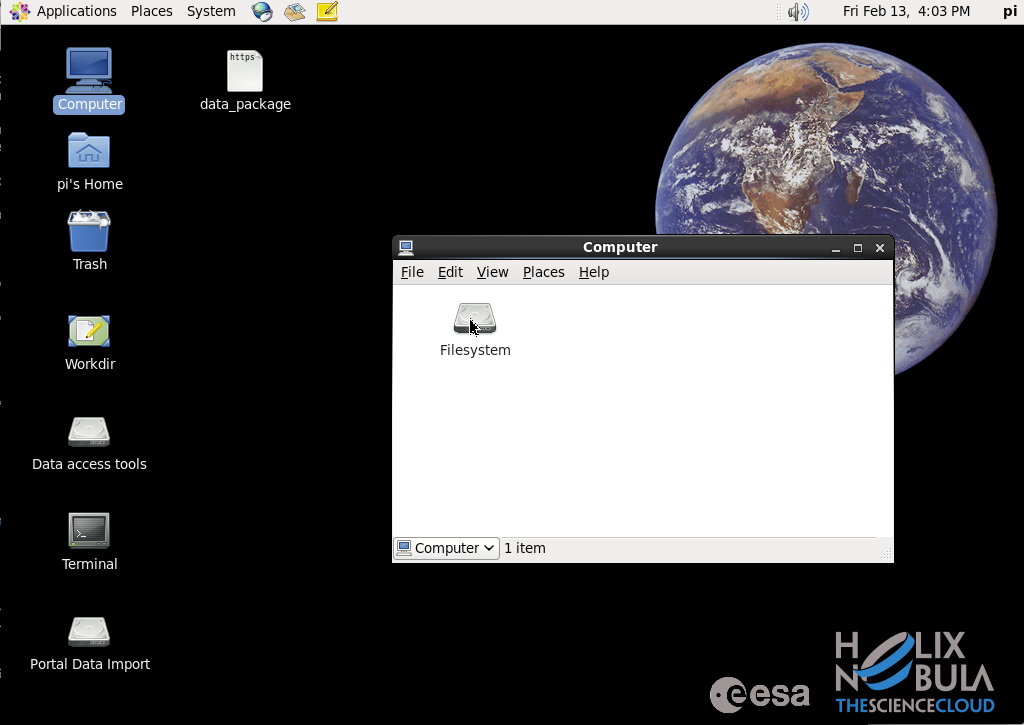 Applications Places System
Fri Feb 13, 4:03 PM pi
Computer
https
data_package
pi's Home
Trash
Workdir
Data access tools
Terminal
Portal Data Import
Computer
File Edit View Places Help
Filesystem
Computer 1 item
esa
HELIX
NEBULA
THESCIENCECLOUD